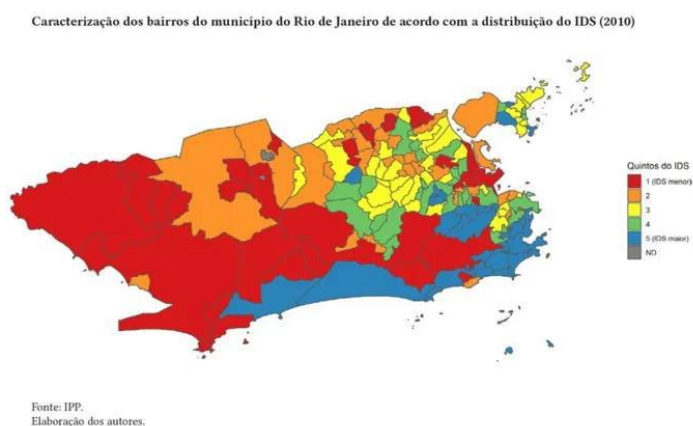 Caracterização dos bairros do município do Rio de Janeiro de acordo com a distribuição do IDS (2010)
Quintos do IDS
1 (IDS menor)
2
3
4
5 (IDS maior)
ND
Fonte: IPP.
Elaboração dos autores.